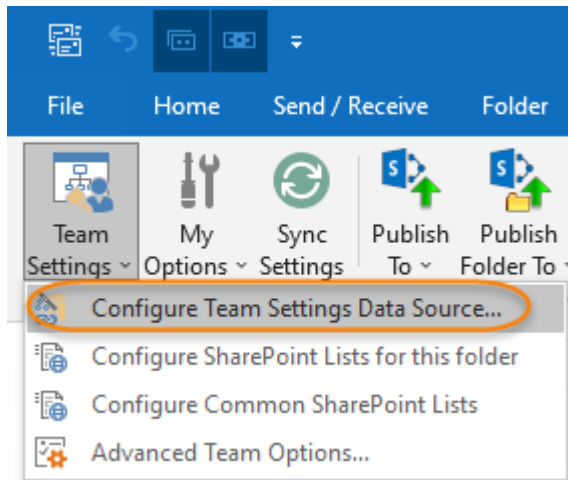 File Home Send / Receive Folder
Team My Sync Publish Publish
Settings Options Settings To Folder To
Configure Team Settings Data Source...
Configure SharePoint Lists for this folder
Configure Common SharePoint Lists
Advanced Team Options...